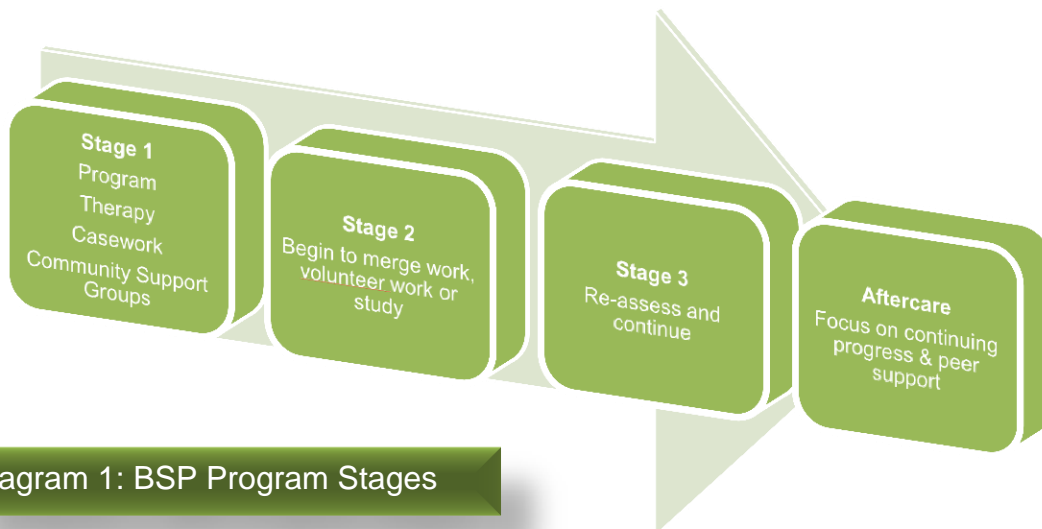 Stage 1
Program
Therapy
Casework
Community Support
Groups
Stage 2
Begin to merge work,
volunteer work or
study
Stage 3
Re-assess and
continue
Aftercare
Focus on continuing
progress & peer
support
agram 1: BSP Program Stages